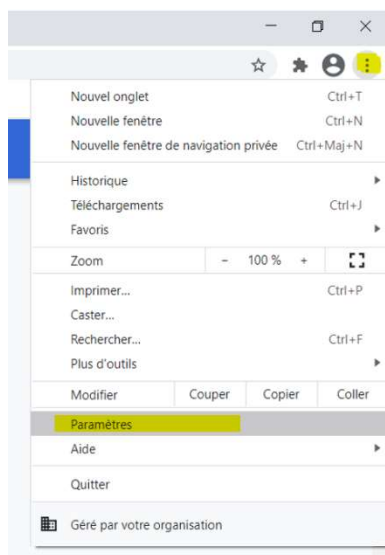 Nouvel onglet Ctrl+T
Nouvelle fenêtre Ctrl+N
Nouvelle fenêtre de navigation privée Ctrl+Maj+N
Historique
Téléchargements Ctrl+J
Favoris
Zoom - 100 % +
Imprimer... Ctrl+P
Caster...
Rechercher... Ctrl+F
Plus d'outils
Modifier Couper Copier Coller
Paramètres
Aide
Quitter
Géré par votre organisation